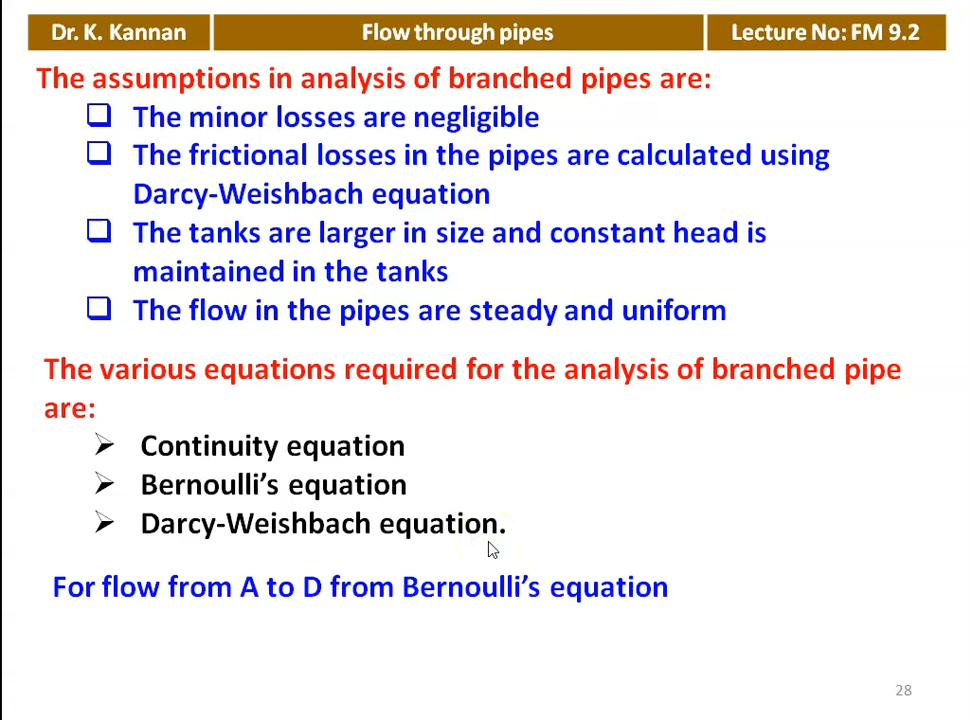 Dr. K. Kannan
Flow through pipes
Lecture No: FM 9.2
The assumptions in analysis of branched pipes are:
The minor losses are negligible
The frictional losses in the pipes are calculated using
Darcy-Weishbach equation
The tanks are larger in size and constant head is
maintained in the tanks
The flow in the pipes are steady and uniform
The various equations required for the analysis of branched pipe
are:
Continuity equation
Bernoulli's equation
Darcy-Weishbach equation.
For flow from A to D from Bernoulli's equation
28